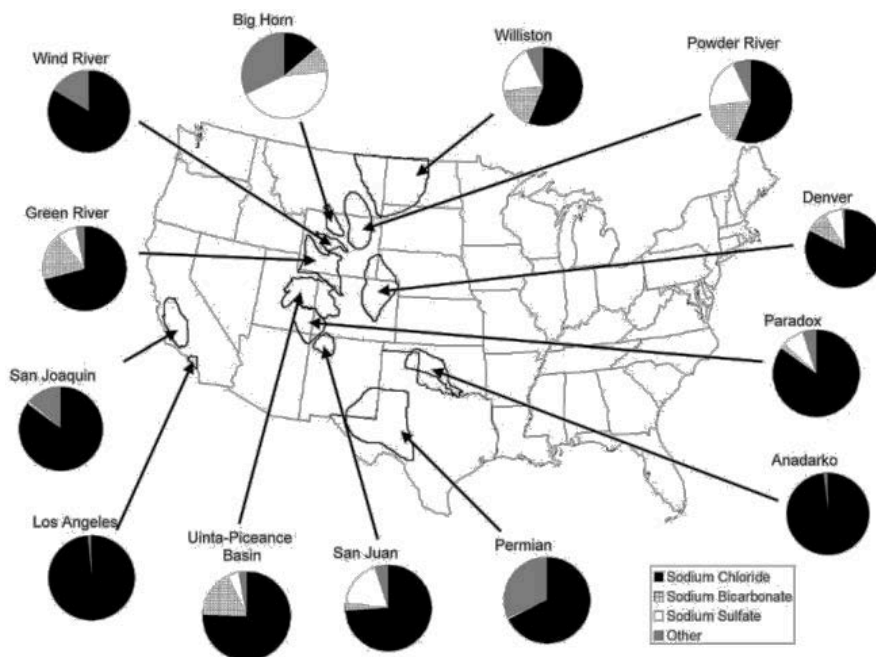 Big Horn
Williston
Powder River
Wind River
Green River
Denver
Paradox
San Joaquin
Anadarko
Los Angeles
Uinta-Piceance
Basin
San Juan
Permian
Sodium Chloride
Sodium Bicarbonate
Sodium Sulfate
Other